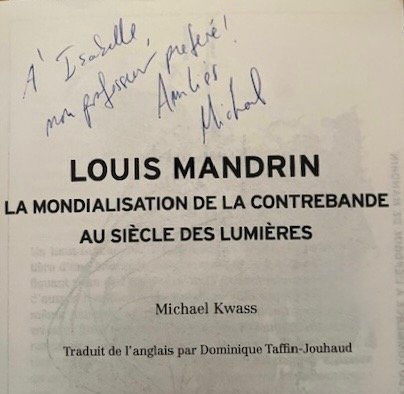 À Isabelle,
mon professeur préféré!
Amitiés
Michael
LOUIS MANDRIN
LA MONDIALISATION DE LA CONTREBANDE
AU SIÈCLE DES LUMIÈRES
Michael Kwass
Traduit de l'anglais par Dominique Taffin-Jouhaud